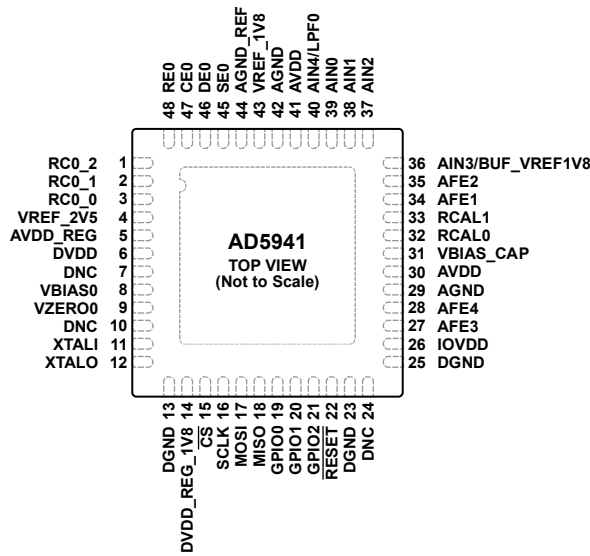 48 RE0
47 CE0
46 DE0
45 SE0
44 AGND_REF
43 VREF_1V8
42 AGND
41 AVDD
40 AIN4/LPF0
39 AIN0
38 AIN1
37 AIN2
RC0_2 1
RC0_1 2
RC0_0 3
VREF_2V5 4
AVDD_REG 5
DVDD 6
DNC 7
VBIAS0 8
VZERO0 9
DNC 10
XTALI 11
XTALO 12
AD5941
TOP VIEW
(Not to Scale)
36 AIN3/BUF_VREF1V8
35 AFE2
34 AFE1
33 RCAL1
32 RCAL0
31 VBIAS_CAP
30 AVDD
29 AGND
28 AFE4
27 AFE3
26 IOVDD
25 DGND
DGND 13
DVDD_REG_1V8 14
CS 15
SCLK 16
MOSI 17
MISO 18
GPIO0 19
GPIO1 20
GPIO2 21
RESET 22
DGND 23
DNC 24